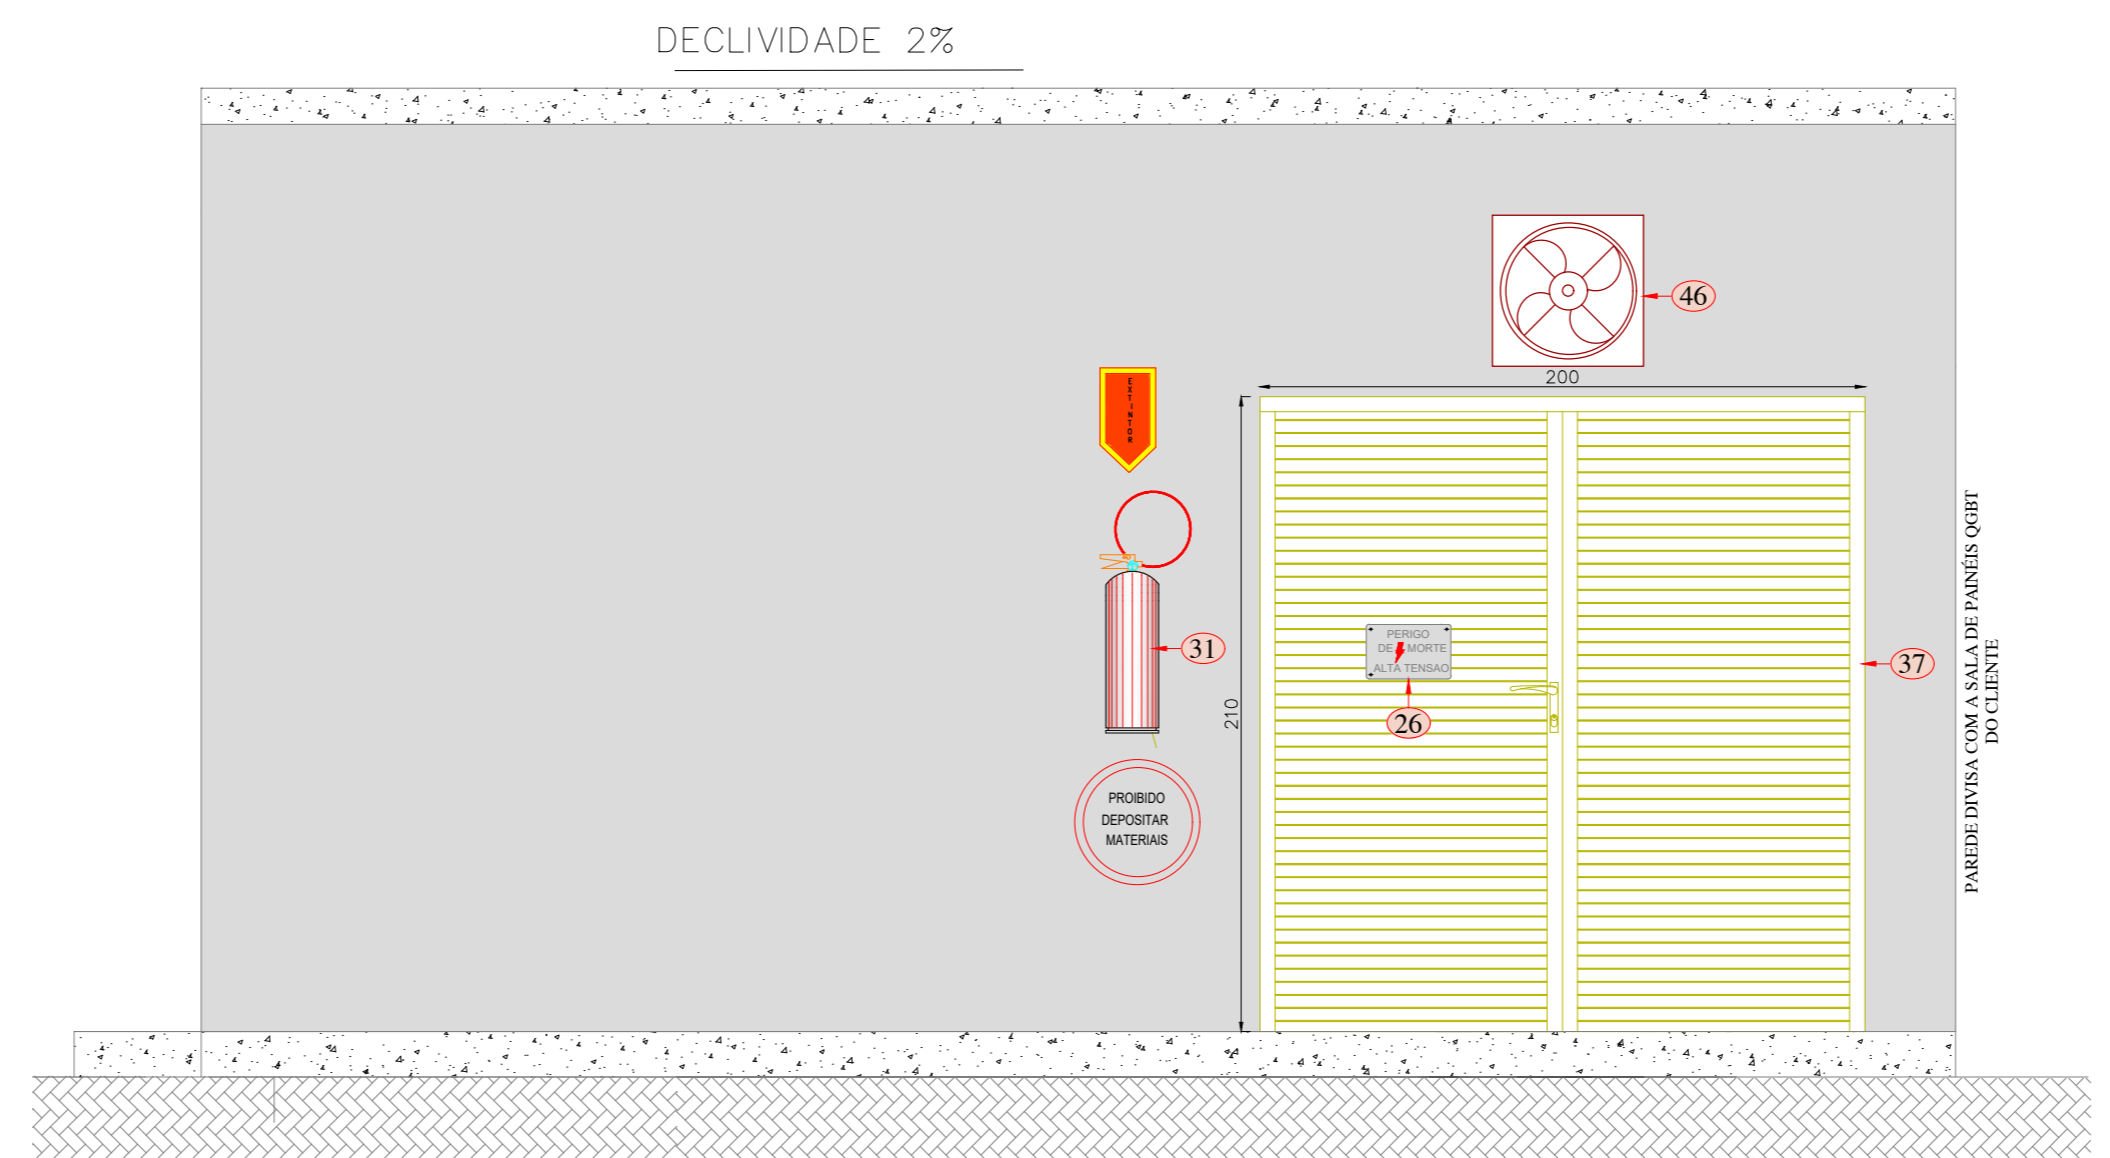 DECLIVIDADE 2%
46
200
EXTINTOR
31
PERIGO
DE MORTE
ALTA TENSAO
26
37
210
PROIBIDO
DEPOSITAR
MATERIAIS
PAREDE DIVISA COM A SALA DE PAINÉIS QGBT
DO CLIENTE